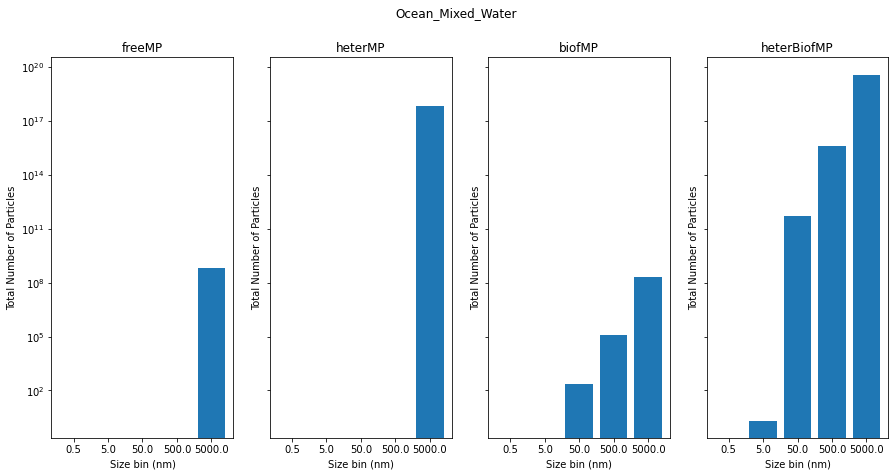 Ocean_Mixed_Water
freeMP
heterMP
biofMP
heterBiofMP
Total Number of Particles
10^20
10^17
10^14
10^11
10^8
10^5
10^2
0.5 5.0 50.0 500.0 5000.0
Size bin (nm)
Total Number of Particles
0.5 5.0 50.0 500.0 5000.0
Size bin (nm)
Total Number of Particles
0.5 5.0 50.0 500.0 5000.0
Size bin (nm)
Total Number of Particles
0.5 5.0 50.0 500.0 5000.0
Size bin (nm)